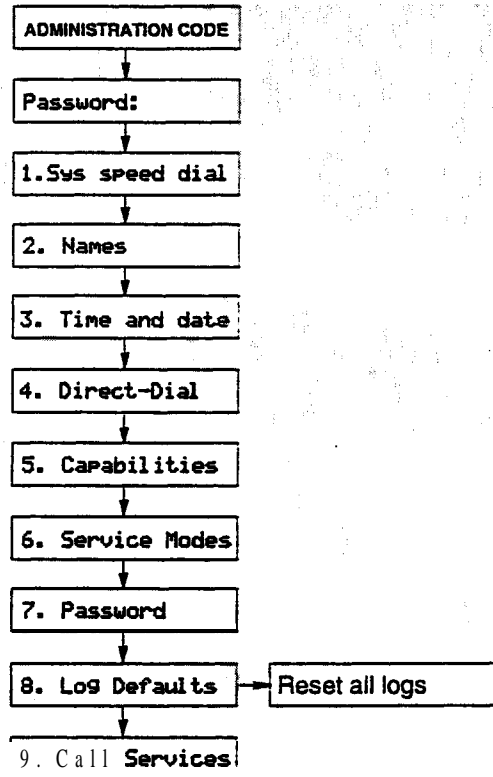 ADMINISTRATION CODE
Password:
1.Sys speed dial
2. Names
3. Time and date
4. Direct-Dial
5. Capabilities
6. Service Modes
7. Password
8. Log Defaults
Reset all logs
9. Call Services